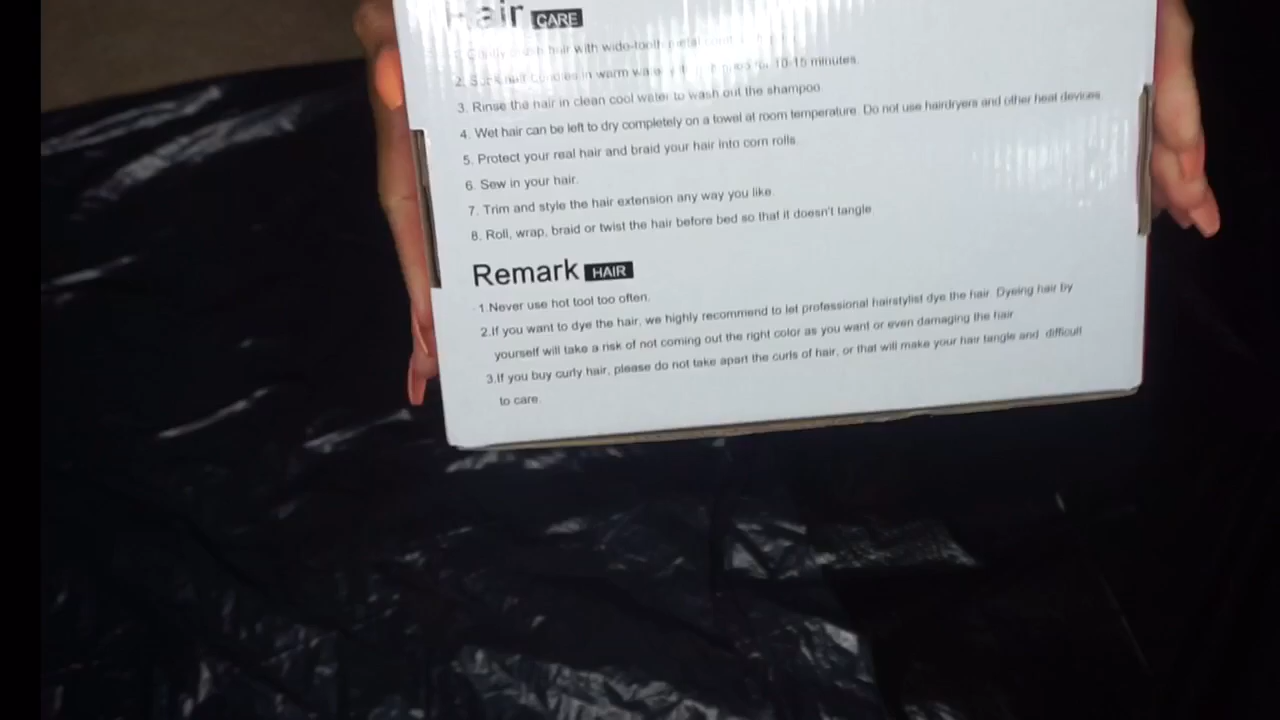 Hair CARE
hair with wide-tooth metal
2. in warm 10-15 minutes.
3. Rinse the hair in clean cool water to wash out the shampoo.
4. Wet hair can be left to dry completely on a towel at room temperature. Do not use hairdryers and other heat devices.
5. Protect your real hair and braid your hair into corn rolls.
6. Sew in your hair.
7. Trim and style the hair extension any way you like.
8. Roll, wrap, braid or twist the hair before bed so that it doesn't tangle.
Remark HAIR
1.Never use hot tool too often.
2.If you want to dye the hair, we highly recommend to let professional hairstylist dye the hair. Dyeing hair by
yourself will take a risk of not coming out the right color as you want or even damaging the hair
3.If you buy curly hair, please do not take apart the curls of hair, or that will make your hair tangle and difficult
to care.